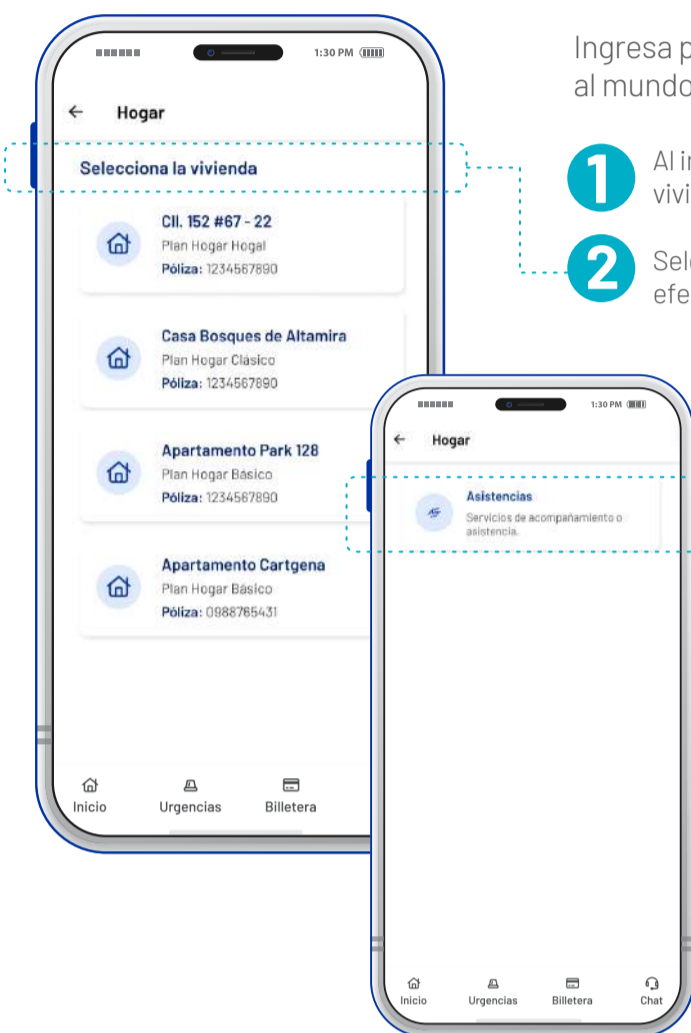 1:30 PM
Hogar
Selecciona la vivienda
Cll. 152 #67 - 22
Plan Hogar Hogal
Póliza: 1234567890
Casa Bosques de Altamira
Plan Hogar Clásico
Póliza: 1234567890
Apartamento Park 128
Plan Hogar Básico
Póliza: 1234567890
Apartamento Cartgena
Plan Hogar Básico
Póliza: 0988765431
Inicio
Urgencias
Billetera
Ingresa p
al mundo
1
Al i
vivi
2
Sele
efe
1:30 PM
Hogar
Asistencias
Servicios de acompañamiento o
asistencia.
Inicio
Urgencias
Billetera
Chat